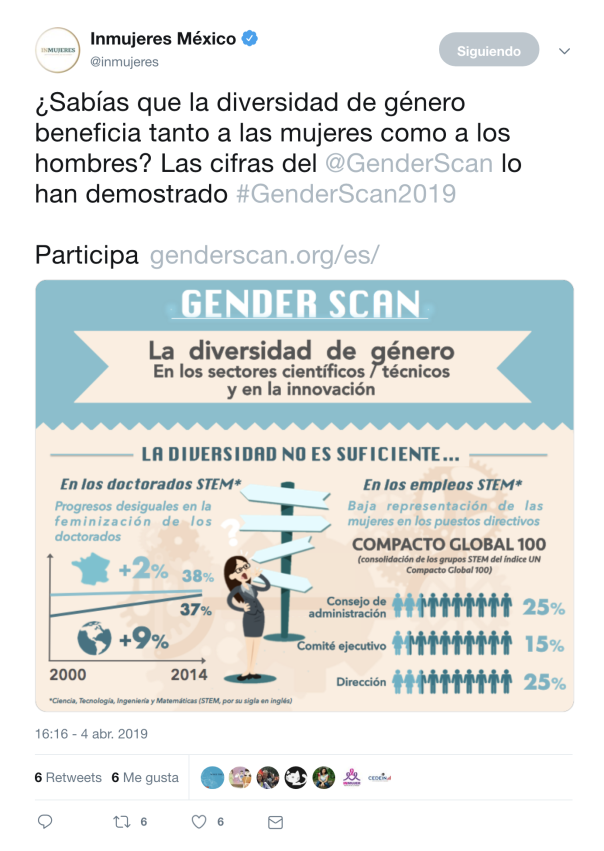 INMUJERES
Inmujeres México
@inmujeres
Siguiendo
¿Sabías que la diversidad de género
beneficia tanto a las mujeres como a los
hombres? Las cifras del @GenderScan lo
han demostrado #GenderScan2019
Participa genderscan.org/es/
GENDER SCAN
La diversidad de género
En los sectores científicos / técnicos
y en la innovación
LA DIVERSIDAD NO ES SUFICIENTE...
En los doctorados STEM*
Progresos desiguales en la
feminización de los
doctorados
+2% 38%
37%
+9%
2000 2014
?
En los empleos STEM*
Baja representación de las
mujeres en los puestos directivos
COMPACTO GLOBAL 100
(consolidación de los grupos STEM del índice UN
Compacto Global 100)
Consejo de
administración 25%
Comité ejecutivo 15%
Dirección 25%
*Ciencia, Tecnología, Ingeniería y Matemáticas (STEM, por su sigla en inglés)
16:16 - 4 abr. 2019
6 Retweets 6 Me gusta
6 6